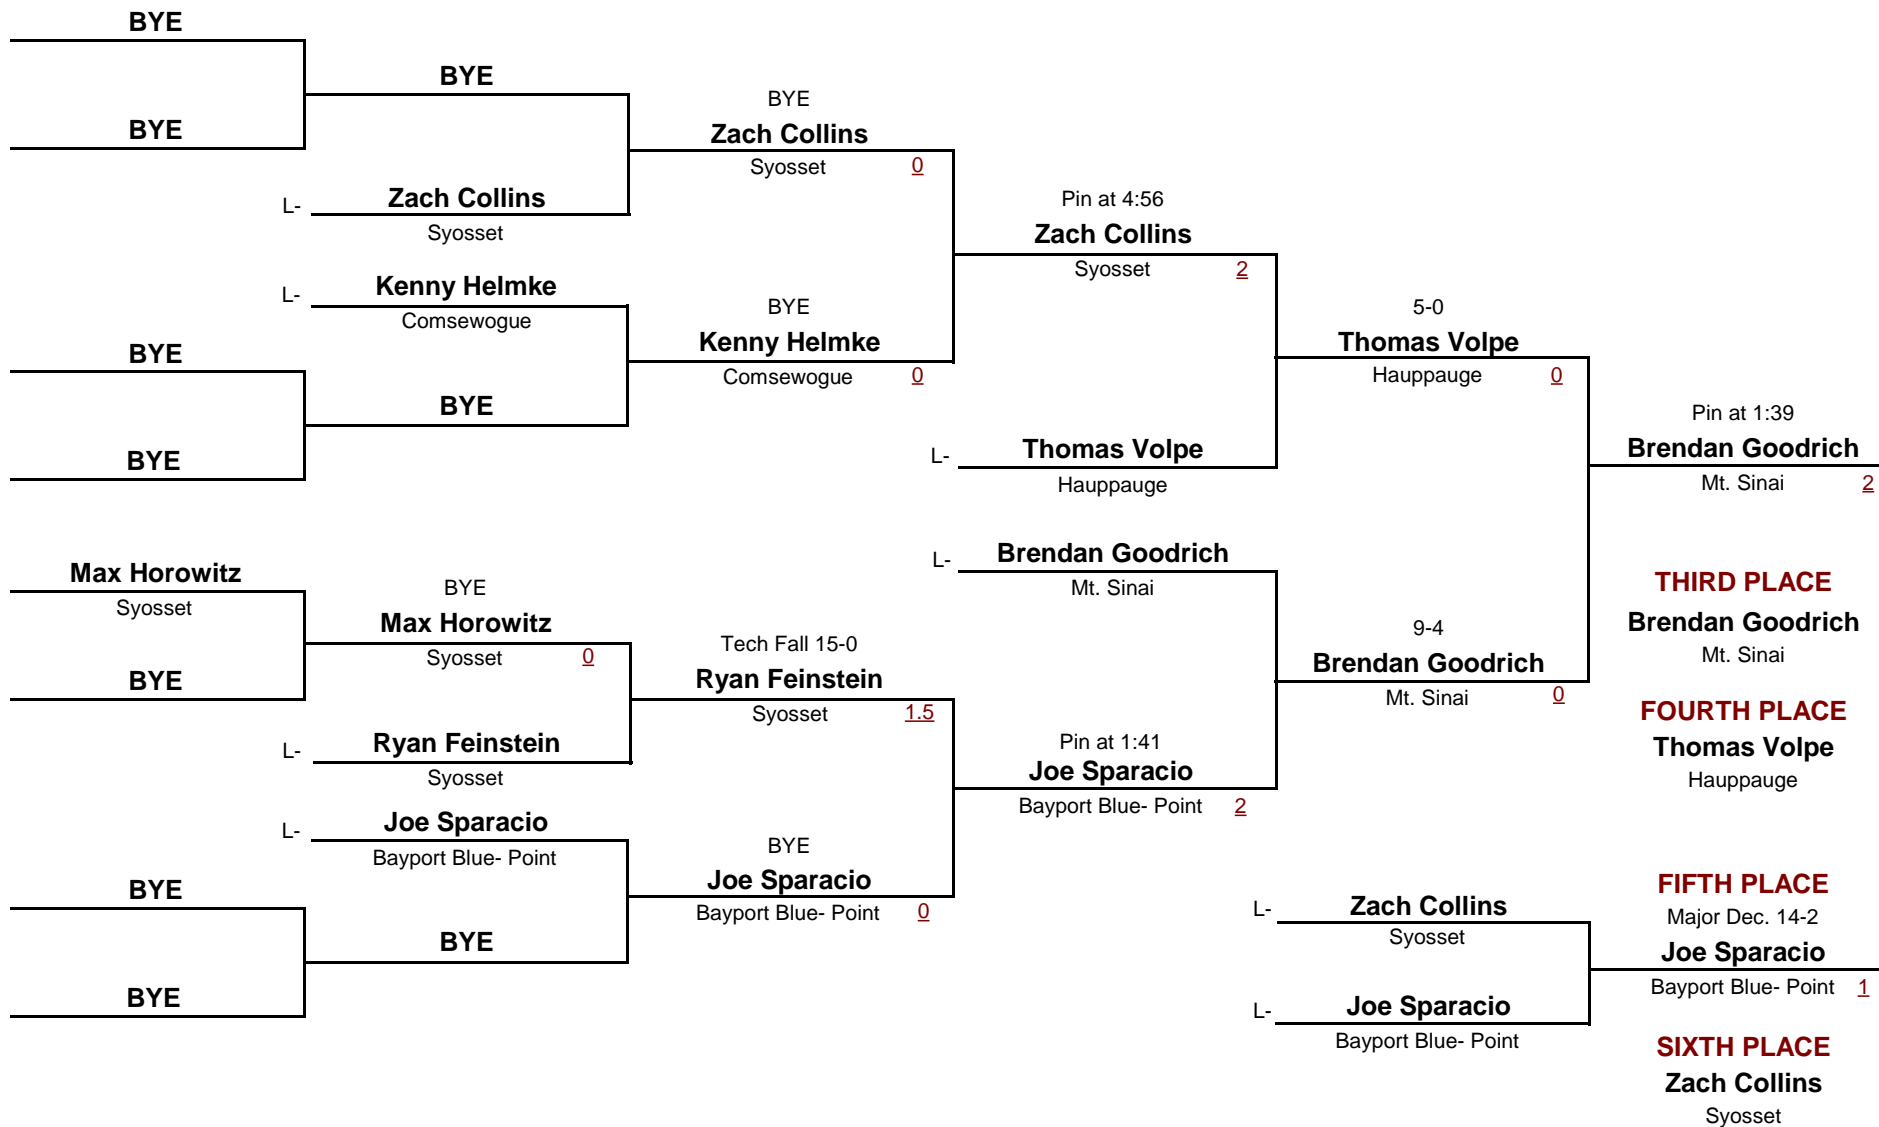 BYE
BYE
BYE
BYE
Zach Collins
Syosset 0
L- Zach Collins
Syosset
Pin at 4:56
Zach Collins
Syosset 2
L- Kenny Helmke
Comsewogue
BYE
Kenny Helmke
Comsewogue 0
5-0
Thomas Volpe
Hauppauge 0
BYE
BYE
BYE
L- Thomas Volpe
Hauppauge
Pin at 1:39
Brendan Goodrich
Mt. Sinai 2
L- Brendan Goodrich
Mt. Sinai
Max Horowitz
Syosset
BYE
Max Horowitz
Syosset 0
BYE
Tech Fall 15-0
Ryan Feinstein
Syosset 1.5
9-4
Brendan Goodrich
Mt. Sinai 0
THIRD PLACE
Brendan Goodrich
Mt. Sinai
FOURTH PLACE
Thomas Volpe
Hauppauge
L- Ryan Feinstein
Syosset
Pin at 1:41
Joe Sparacio
Bayport Blue- Point 2
L- Joe Sparacio
Bayport Blue- Point
BYE
Joe Sparacio
Bayport Blue- Point 0
BYE
BYE
BYE
L- Zach Collins
Syosset
L- Joe Sparacio
Bayport Blue- Point
FIFTH PLACE
Major Dec. 14-2
Joe Sparacio
Bayport Blue- Point 1
SIXTH PLACE
Zach Collins
Syosset